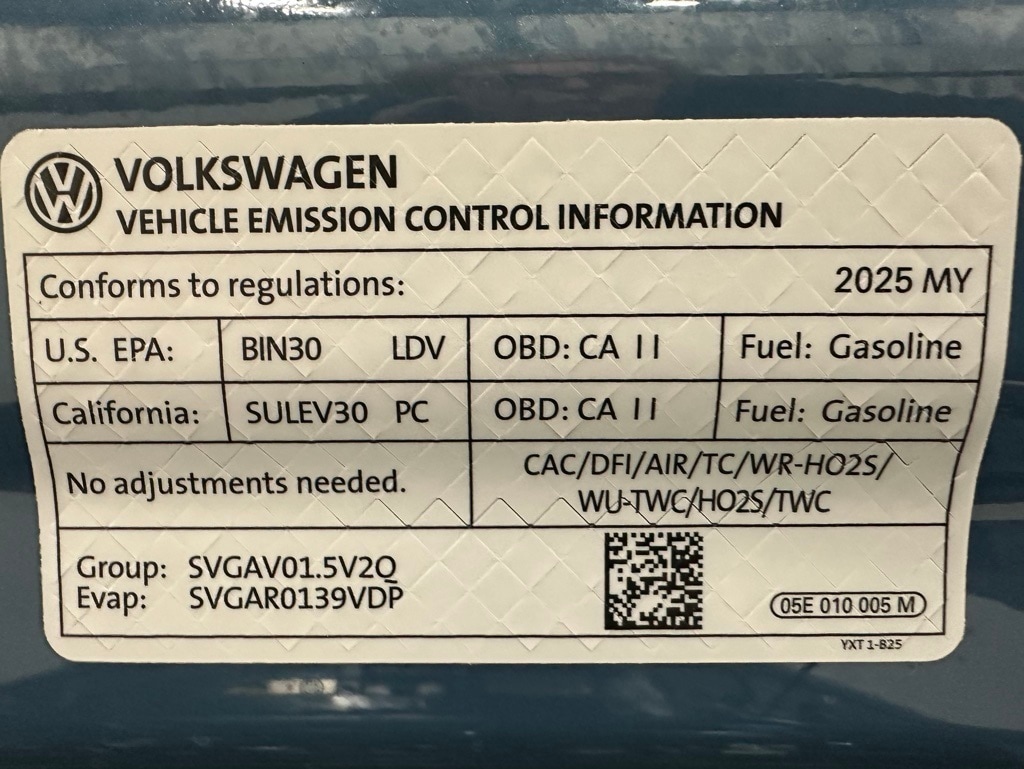 VOLKSWAGEN
VEHICLE EMISSION CONTROL INFORMATION
Conforms to regulations: 2025 MY
U.S. EPA: BIN30 LDV OBD: CA II Fuel: Gasoline
California: SULEV30 PC OBD: CA II Fuel: Gasoline
No adjustments needed.
CAC/DFI/AIR/TC/WR-HO2S/
WU-TWC/HO2S/TWC
Group: SVGAV01.5V2Q
Evap: SVGAR0139VDP
05E 010 005 M
YXT 1-B25